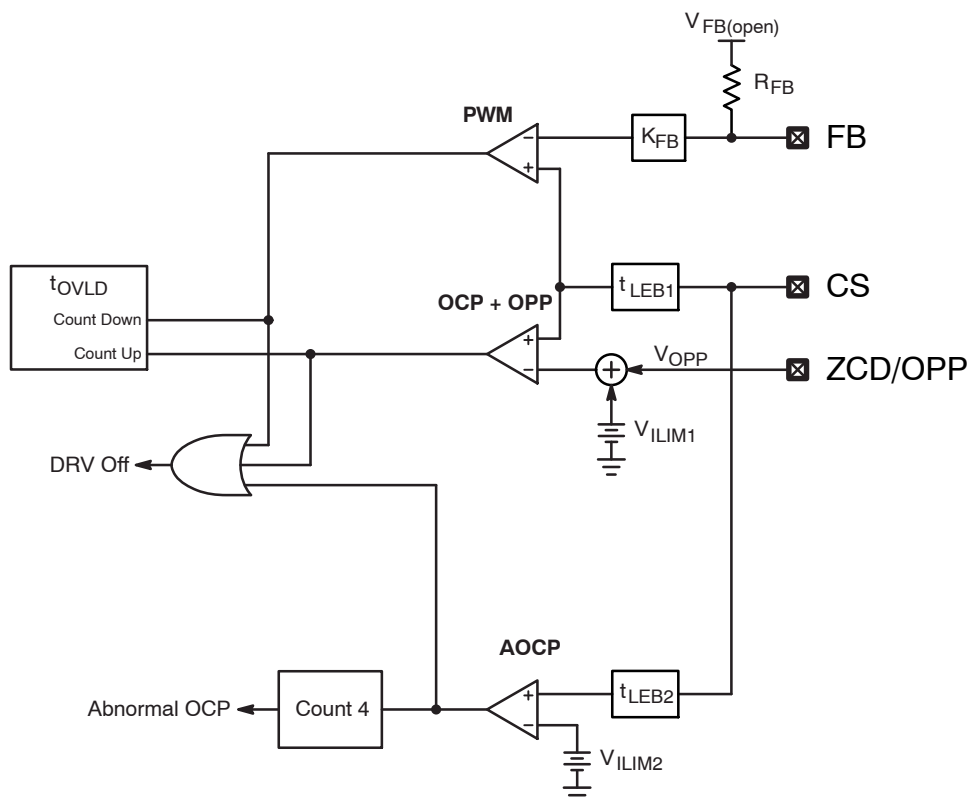 VFB(open)
RFB
PWM
−
+
KFB
FB
tOVLD
Count Down
Count Up
OCP + OPP
+
−
tLEB1
CS
VOPP
ZCD/OPP
+
VILIM1
DRV Off
AOCP
Abnormal OCP
Count 4
+
−
tLEB2
VILIM2